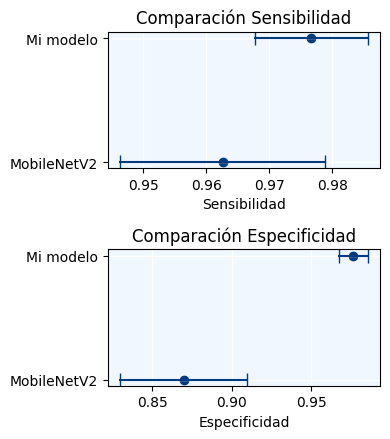 Comparación Sensibilidad
Mi modelo
MobileNetV2
0.95 0.96 0.97 0.98
Sensibilidad
Comparación Especificidad
Mi modelo
MobileNetV2
0.85 0.90 0.95
Especificidad